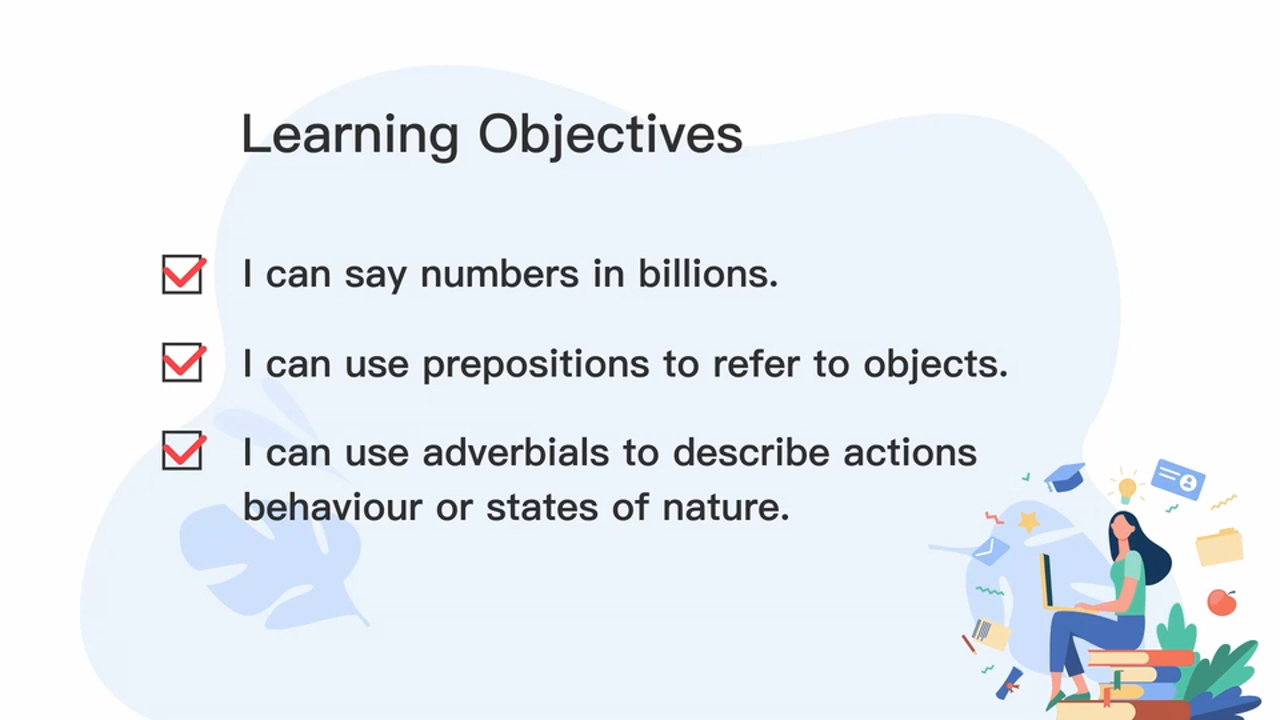 Learning Objectives
I can say numbers in billions.
I can use prepositions to refer to objects.
I can use adverbials to describe actions
behaviour or states of nature.